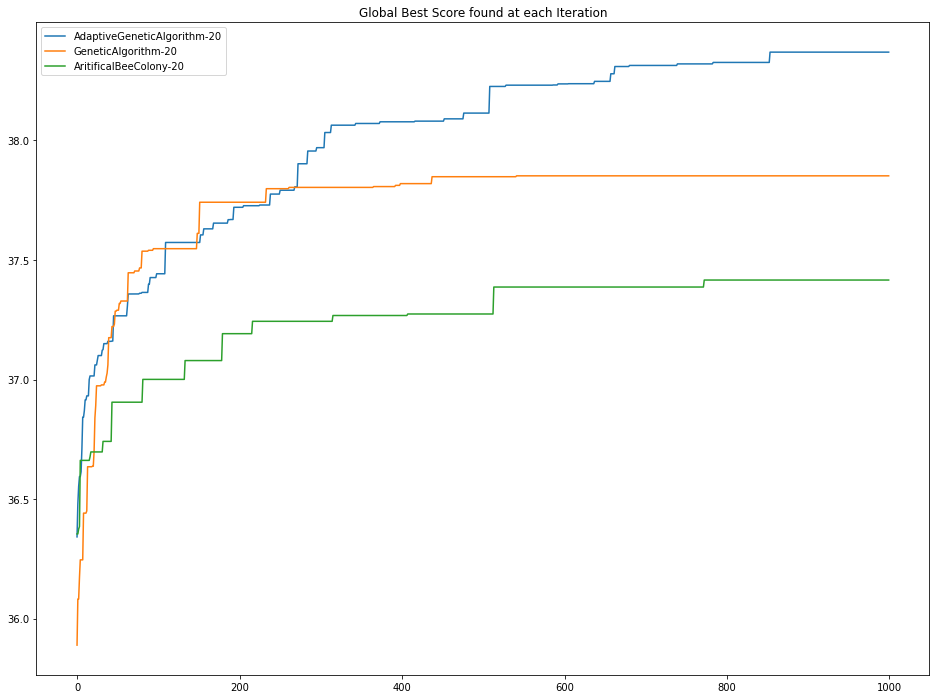 Global Best Score found at each Iteration
AdaptiveGeneticAlgorithm-20
GeneticAlgorithm-20
AritificalBeeColony-20
38.0
37.5
37.0
36.5
36.0
0 200 400 600 800 1000